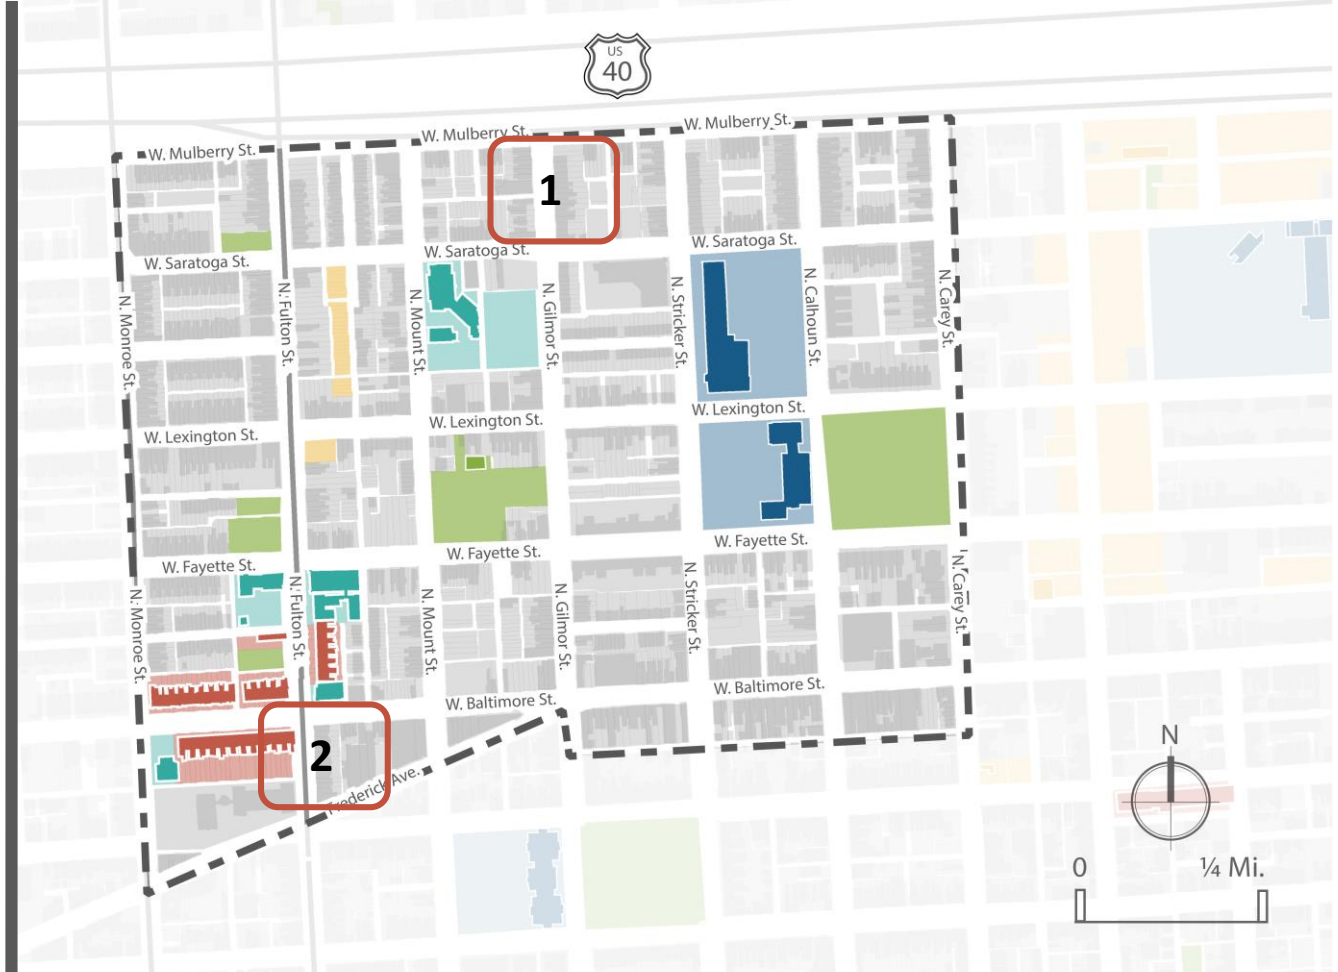 US
40
W. Mulberry St.
W. Mulberry St.
W. Mulberry St.
1
W. Saratoga St.
W. Saratoga St.
W. Saratoga St.
N. Monroe St.
N. Fulton St.
N. Mount St.
N. Gilmor St.
N. Stricker St.
N. Calhoun St.
N. Carey St.
W. Lexington St.
W. Lexington St.
W. Lexington St.
W. Fayette St.
W. Fayette St.
W. Fayette St.
N. Monroe St.
N. Fulton St.
N. Mount St.
N. Gilmor St.
N. Stricker St.
N. Carey St.
W. Baltimore St.
W. Baltimore St.
2
Frederick Ave.
N
0 ¼ Mi.